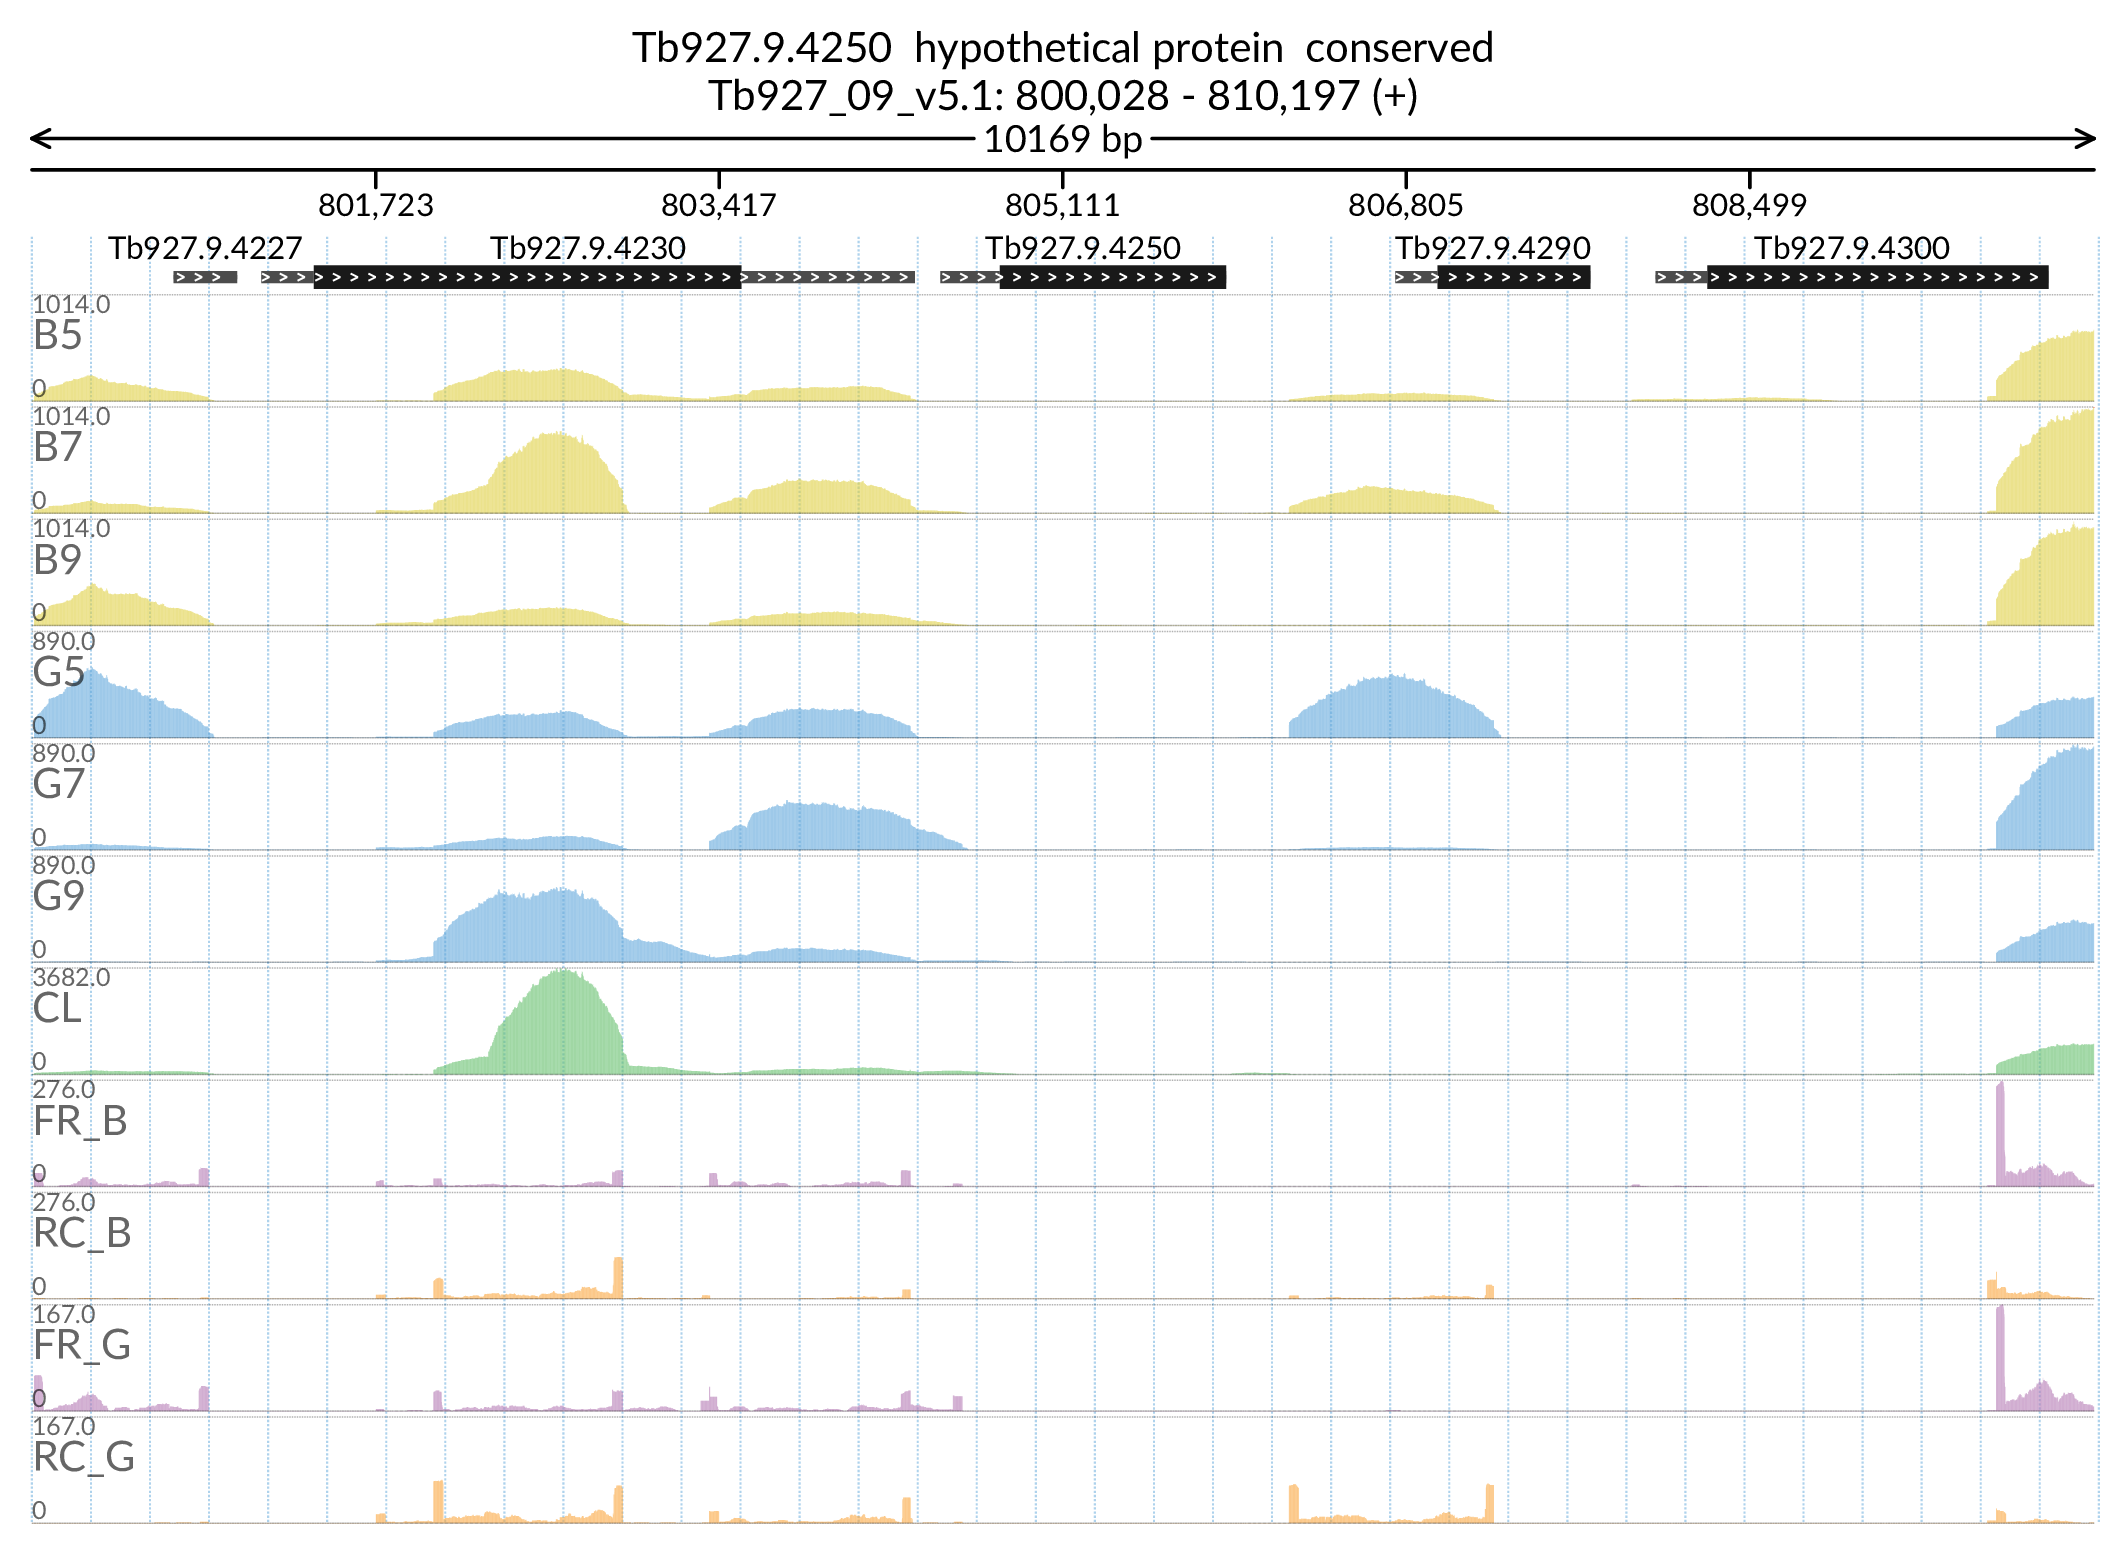 Tb927.9.4250  hypothetical protein  conserved
Tb927_09_v5.1: 800,028 - 810,197 (+)
10169 bp
801,723 803,417 805,111 806,805 808,499
Tb927.9.4227 Tb927.9.4230 Tb927.9.4250 Tb927.9.4290 Tb927.9.4300
1014.0
B5
0
1014.0
B7
0
1014.0
B9
0
890.0
G5
0
890.0
G7
0
890.0
G9
0
3682.0
CL
0
276.0
FR_B
0
276.0
RC_B
0
167.0
FR_G
0
167.0
RC_G
0